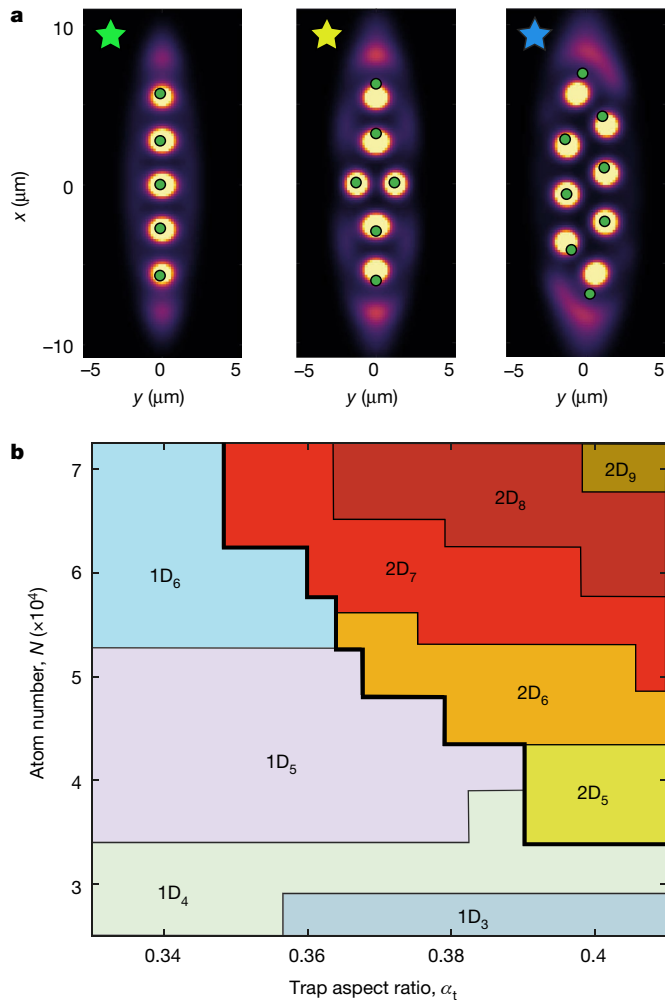 a
10
0
−10
x (μm)
−5 0 5
−5 0 5
−5 0 5
y (μm)
y (μm)
y (μm)
b
7
6
5
4
3
Atom number, N (×10⁴)
2D₉
2D₈
1D₆
2D₇
2D₆
1D₅
2D₅
1D₄
1D₃
0.34 0.36 0.38 0.4
Trap aspect ratio, αₜ